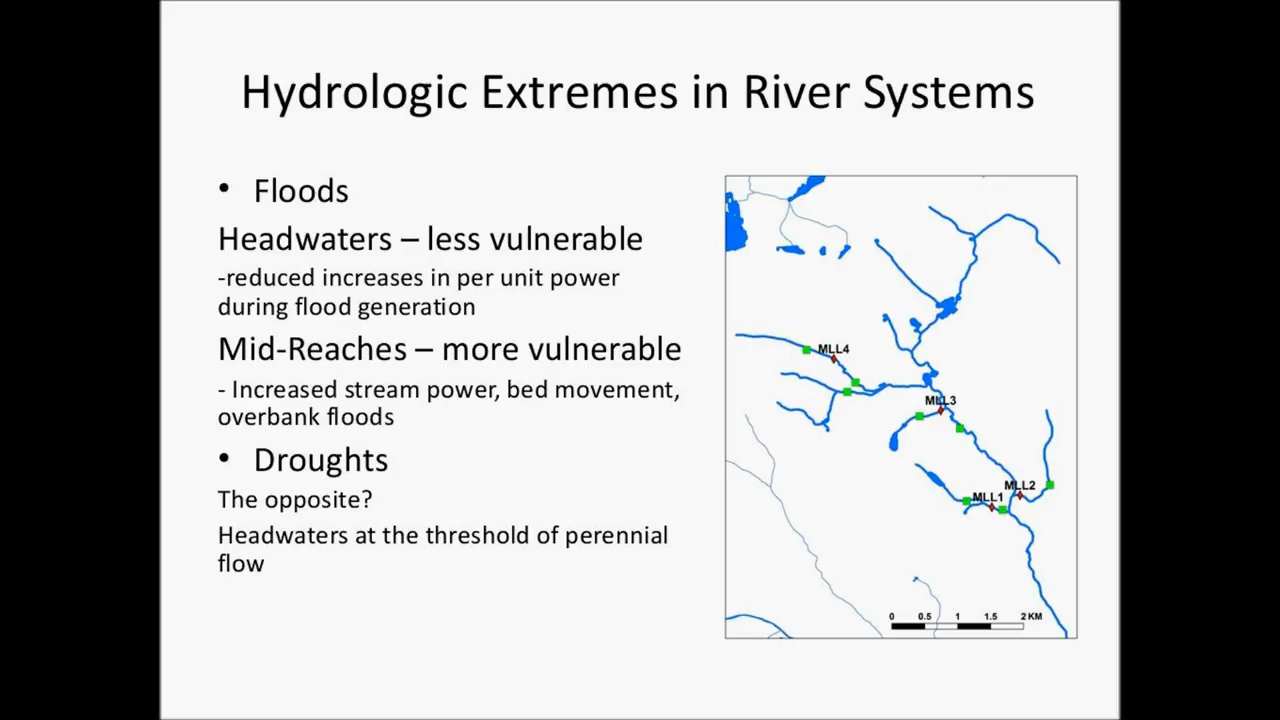 Hydrologic Extremes in River Systems
• Floods
Headwaters – less vulnerable
-reduced increases in per unit power
during flood generation
Mid-Reaches – more vulnerable
- Increased stream power, bed movement,
overbank floods
• Droughts
The opposite?
Headwaters at the threshold of perennial
flow
MLL4
MLL3
MLL2
MLL1
0 0.5 1 1.5 2 KM